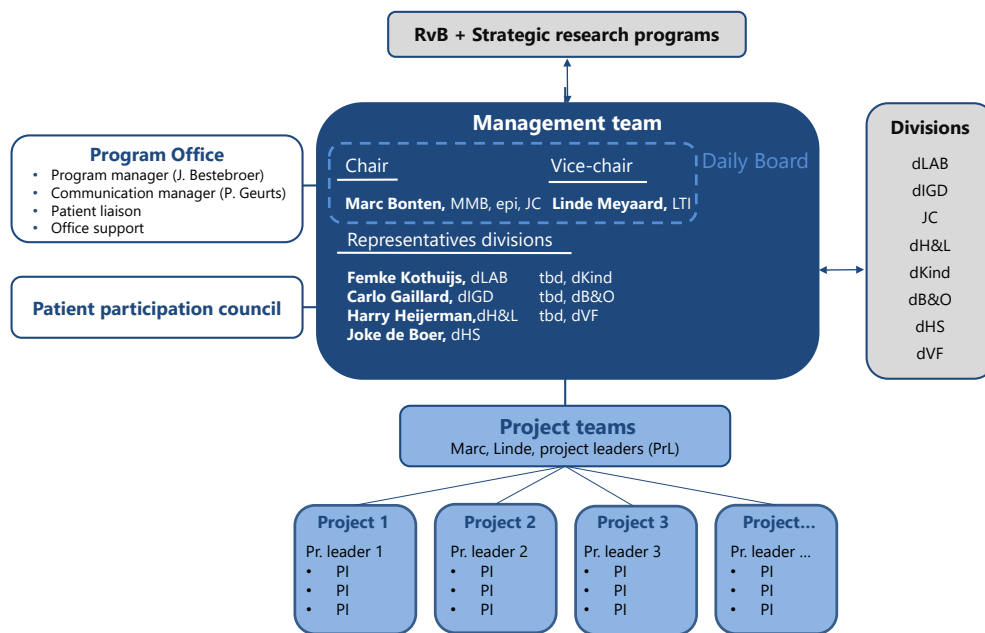 RvB + Strategic research programs
Management team
Daily Board
Chair
Vice-chair
Marc Bonten, MMB, epi, JC
Linde Meyaard, LTI
Representatives divisions
Femke Kothuijs, dLAB
tbd, dKind
Carlo Gaillard, dIGD
tbd, dB&O
Harry Heijerman,dH&L
tbd, dVF
Joke de Boer, dHS
Program Office
• Program manager (J. Bestebroer)
• Communication manager (P. Geurts)
• Patient liaison
• Office support
Patient participation council
Divisions
dLAB
dIGD
JC
dH&L
dKind
dB&O
dHS
dVF
Project teams
Marc, Linde, project leaders (PrL)
Project 1
Pr. leader 1
• PI
• PI
• PI
Project 2
Pr. leader 2
• PI
• PI
• PI
Project 3
Pr. leader 3
• PI
• PI
• PI
Project...
Pr. leader ...
• PI
• PI
• PI